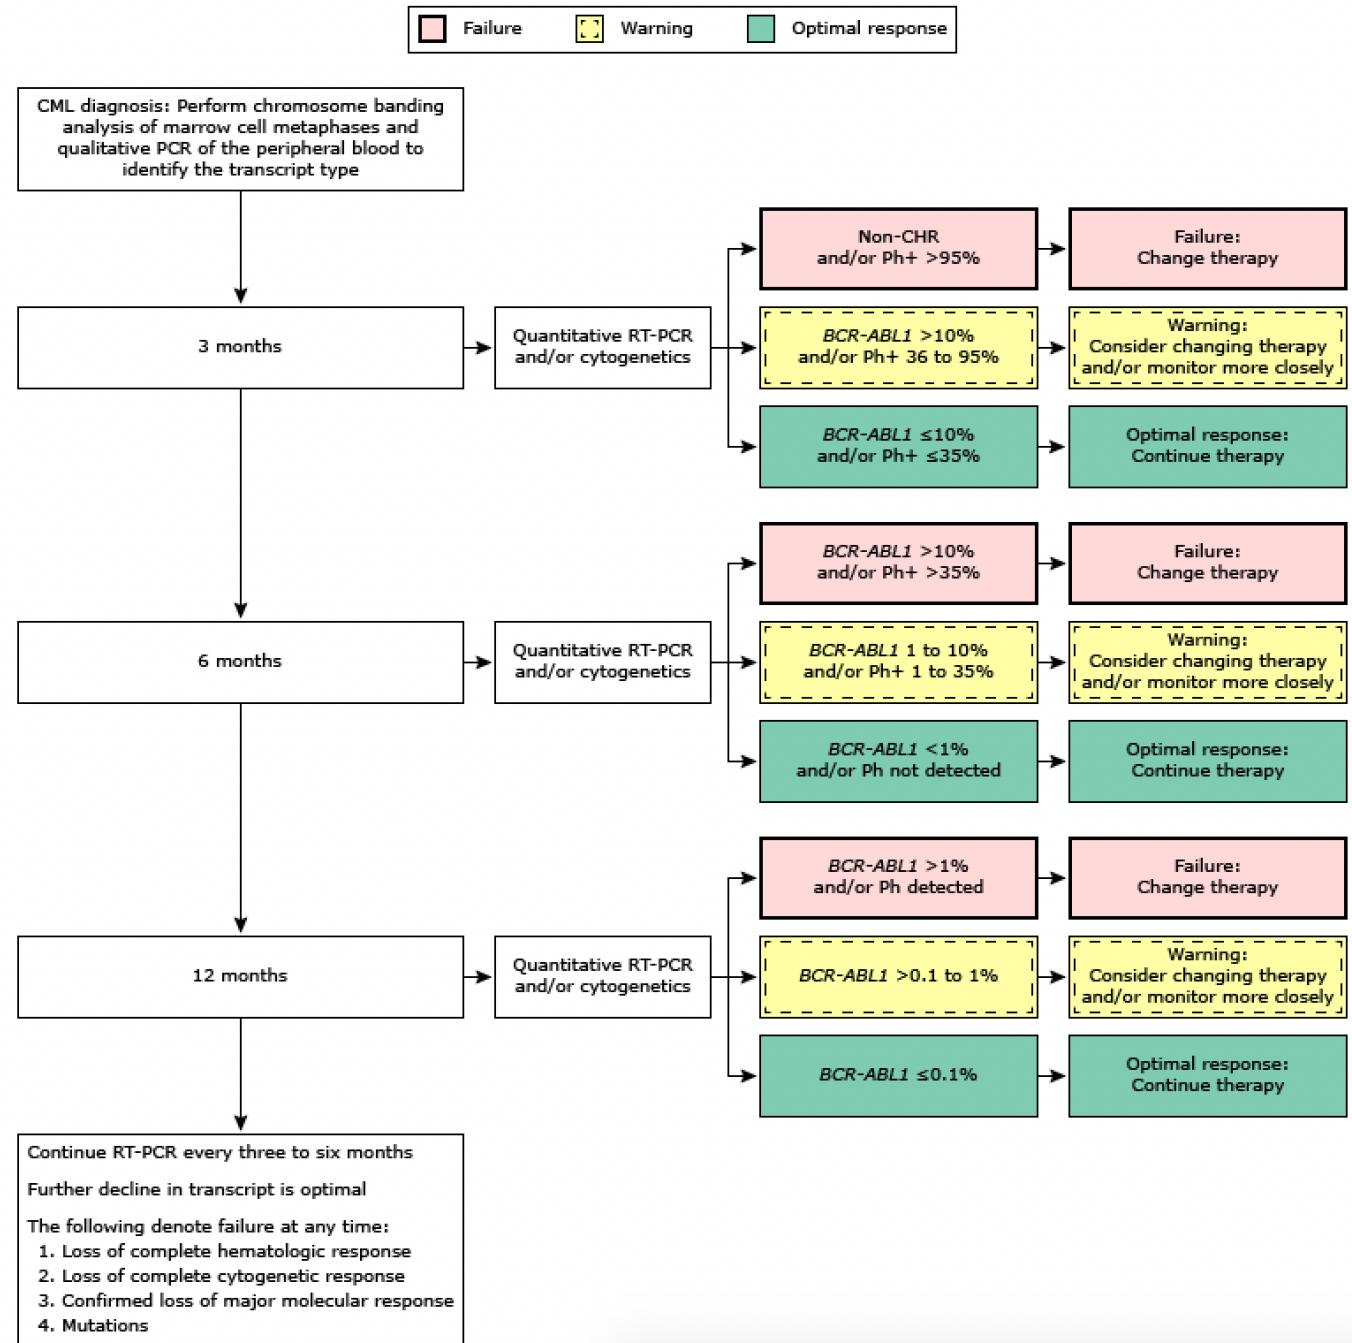 Failure
Warning
Optimal response
CML diagnosis: Perform chromosome banding
analysis of marrow cell metaphases and
qualitative PCR of the peripheral blood to
identify the transcript type
3 months
Quantitative RT-PCR
and/or cytogenetics
Non-CHR
and/or Ph+ >95%
Failure:
Change therapy
BCR-ABL1 >10%
and/or Ph+ 36 to 95%
Warning:
Consider changing therapy
and/or monitor more closely
BCR-ABL1 ≤10%
and/or Ph+ ≤35%
Optimal response:
Continue therapy
6 months
Quantitative RT-PCR
and/or cytogenetics
BCR-ABL1 >10%
and/or Ph+ >35%
Failure:
Change therapy
BCR-ABL1 1 to 10%
and/or Ph+ 1 to 35%
Warning:
Consider changing therapy
and/or monitor more closely
BCR-ABL1 <1%
and/or Ph not detected
Optimal response:
Continue therapy
12 months
Quantitative RT-PCR
and/or cytogenetics
BCR-ABL1 >1%
and/or Ph detected
Failure:
Change therapy
BCR-ABL1 >0.1 to 1%
Warning:
Consider changing therapy
and/or monitor more closely
BCR-ABL1 ≤0.1%
Optimal response:
Continue therapy
Continue RT-PCR every three to six months
Further decline in transcript is optimal
The following denote failure at any time:
1. Loss of complete hematologic response
2. Loss of complete cytogenetic response
3. Confirmed loss of major molecular response
4. Mutations